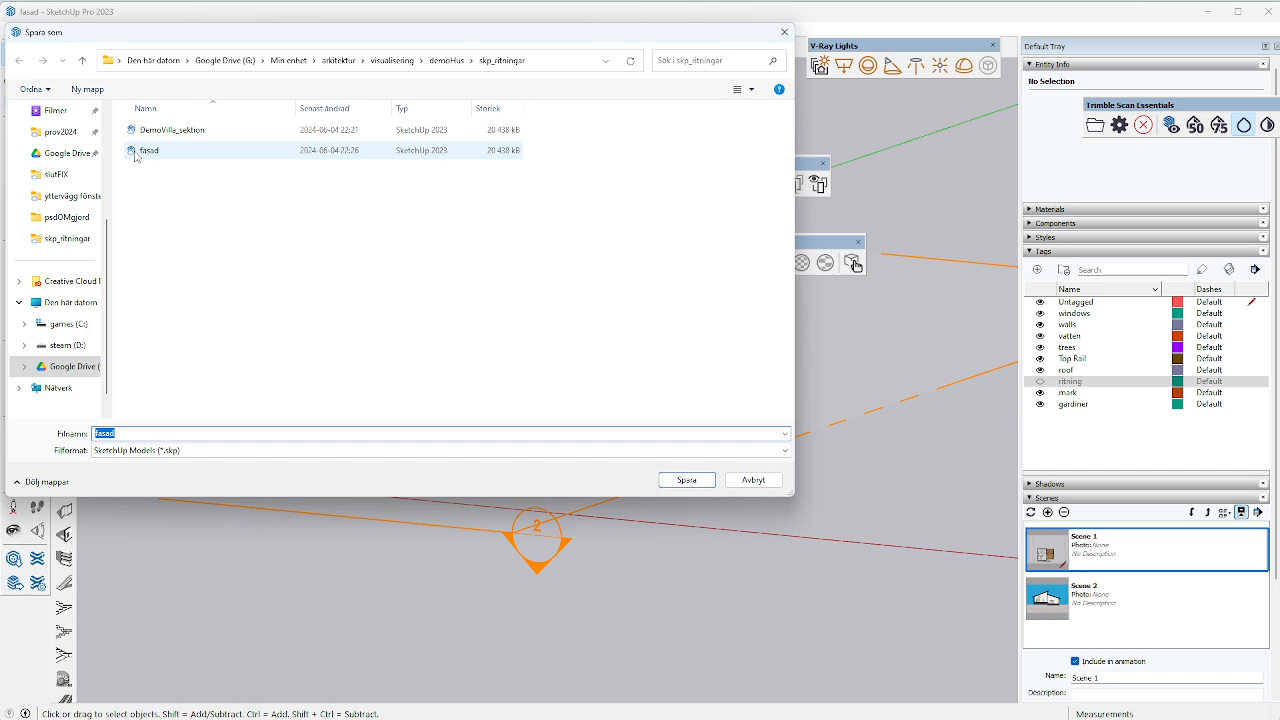 fasad - SketchUp Pro 2023
Spara som
Den här datorn > Google Drive (G:) > Min enhet > arkitektur > visualisering > demoHus > skp_ritningar
Sök i skp_ritningar
Ordna
Ny mapp
Filmer
prov2024
Google Drive
slutFIX
yttervägg fönste
psdOMgjord
skp_ritningar
Creative Cloud
Den här datorn
games (C:)
steam (D:)
Google Drive (
Nätverk
Namn
Senast ändrad
Typ
Storlek
DemoVilla_sektion
2024-06-04 22:21
SketchUp 2023
20 438 kB
fasad
2024-06-04 22:26
SketchUp 2023
20 438 kB
Filnamn: fasad
Filformat: SketchUp Models (*.skp)
Dölj mappar
Spara
Avbryt
V-Ray Lights
2
Default Tray
Entity Info
No Selection
Trimble Scan Essentials
50
75
Materials
Components
Styles
Tags
Search
Name
Dashes
Untagged Default
windows Default
walls Default
vatten Default
trees Default
Top Rail Default
roof Default
ritning Default
mark Default
gardiner Default
Shadows
Scenes
Scene 1
Photo: None
No Description
Scene 2
Photo: None
No Description
Include in animation
Name: Scene 1
Description:
Click or drag to select objects. Shift = Add/Subtract. Ctrl = Add. Shift + Ctrl = Subtract.
Measurements